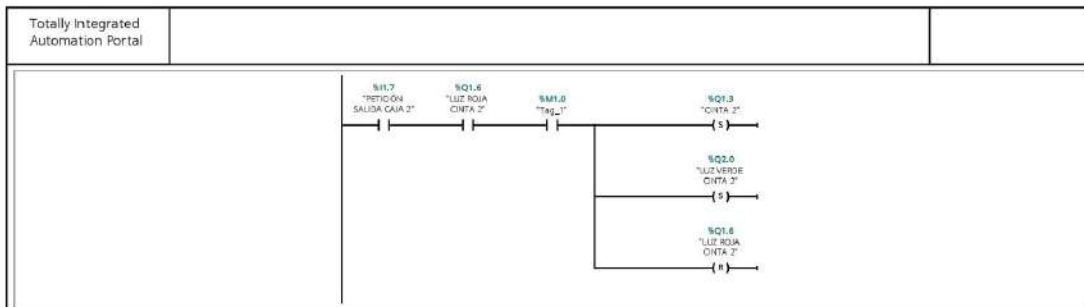 Totally Integrated
Automation Portal
%I1.7
"PETICIÓN
SALIDA CAJA 2"
%Q1.6
"LUZ ROJA
CINTA 2"
%M1.0
"Tag_1"
%Q1.3
"CINTA 2"
S
%Q2.0
"LUZ VERDE
CINTA 2"
S
%Q1.6
"LUZ ROJA
CINTA 2"
R